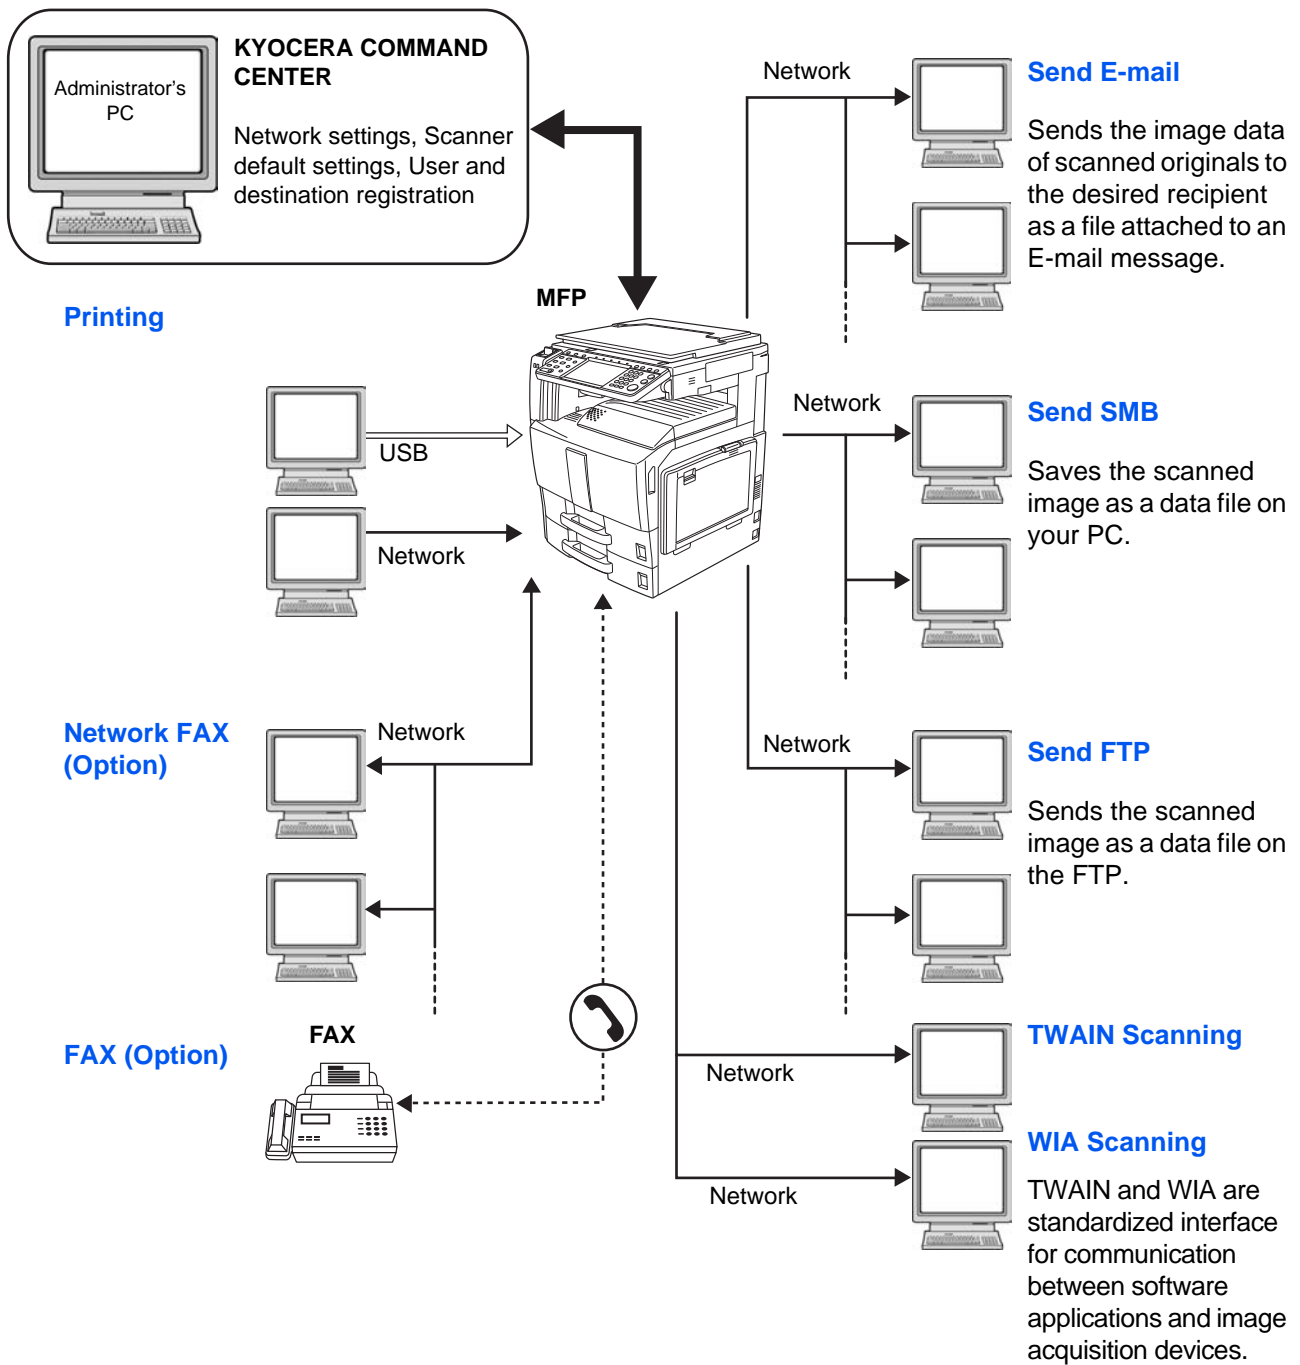 KYOCERA COMMAND
CENTER
Administrator's
PC
Network settings, Scanner
default settings, User and
destination registration
Network
Send E-mail
Sends the image data
of scanned originals to
the desired recipient
as a file attached to an
E-mail message.
MFP
Printing
USB
Network
Network
Send SMB
Saves the scanned
image as a data file on
your PC.
Network FAX
(Option)
Network
Network
Send FTP
Sends the scanned
image as a data file on
the FTP.
FAX (Option)
FAX
Network
TWAIN Scanning
Network
WIA Scanning
TWAIN and WIA are
standardized interface
for communication
between software
applications and image
acquisition devices.